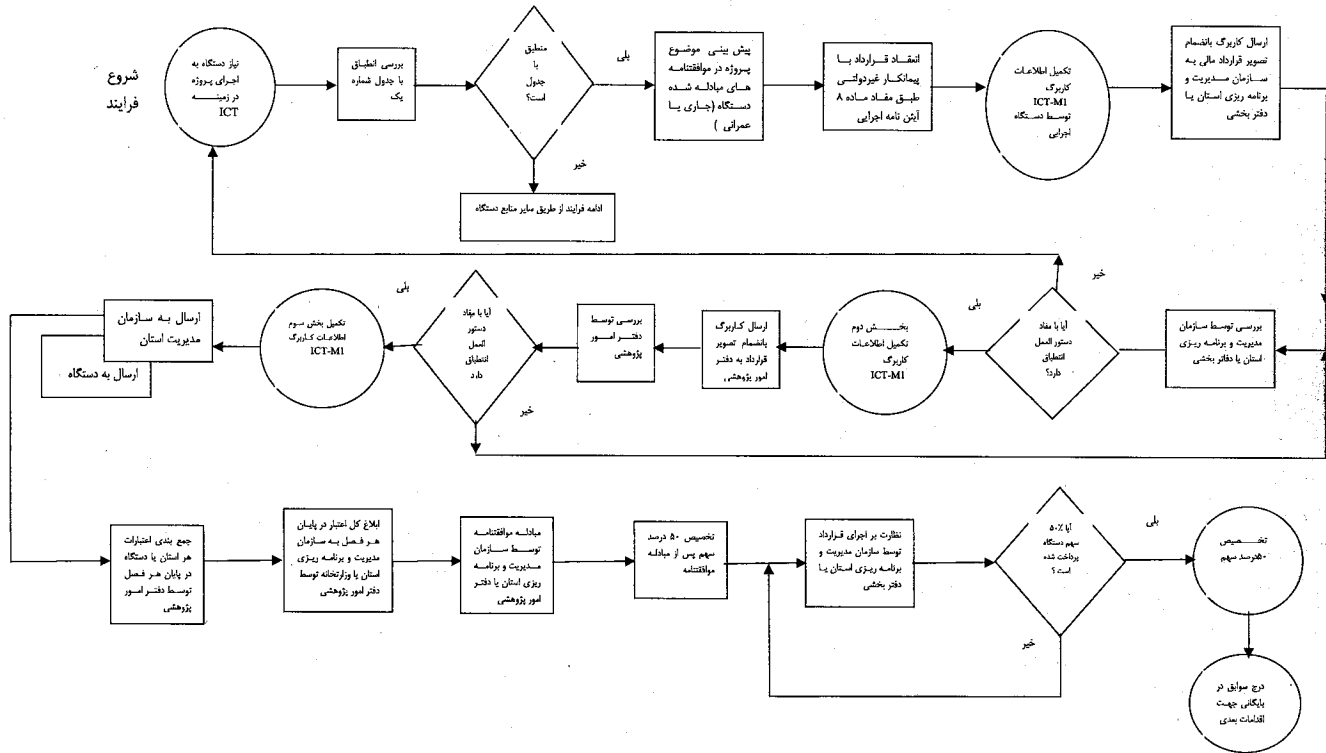 شروع
فرایند
نیاز دستگاه به
اجرای پروژه
در زمینه
ICT
بررسی انطباق
با جدول شماره
یک
منطبق
با
جدول
است؟
بلی
خیر
ادامه فرایند از طریق سایر منابع دستگاه
پیش بینی موضوع
پروژه در موافقتنامه
های مبادله شده
دستگاه (جاری یا
عمرانی )
انعقاد قرارداد با
پیمانکار غیردولتی
طبق مفاد ماده ۸
آیئن نامه اجرایی
تکمیل اطلاعات
کاربرگ
ICT-M1
توسط دستگاه
اجرایی
ارسال کاربرگ بانضمام
تصویر قرارداد مالی به
سازمان مدیریت و
برنامه ریزی استان یا
دفتر بخشی
بررسی توسط سازمان
مدیریت و برنامه ریزی
استان یا دفاتر بخشی
آیا با مفاد
دستور
العمل
انتطباق
دارد؟
خیر
بلی
بخش دوم
تکمیل اطلاعات
کاربرگ
ICT-M1
ارسال کاربرگ
بانضمام تصویر
قرارداد به دفتر
امور پژوهشی
بررسی توسط
دفتر امور
پژوهشی
آیا با مفاد
دستور
العمل
انتطباق
دارد
بلی
خیر
تکمیل بخش سوم
اطلاعات کاربرگ
ICT-M1
ارسال به سازمان
مدیریت استان
ارسال به دستگاه
جمع بندی اعتبارات
هر استان یا دستگاه
در پایان هر فصل
توسط دفتر امور
پژوهشی
ابلاغ کل اعتبار در پایان
هر فصل به سازمان
مدیریت و برنامه ریزی
استان یا وزارتخانه توسط
دفتر امور پژوهشی
مبادله موافقتنامه
توسط سازمان
مدیریت و برنامه
ریزی استان یا دفتر
امور پژوهشی
تخصیص ۵۰ درصد
سهم پس از مبادله
موافقتنامه
نظارت بر اجرای قرارداد
توسط سازمان مدیریت و
برنامه ریزی استان یا
دفتر بخشی
آیا ۵۰٪
سهم دستگاه
پرداخت شده
است ؟
بلی
خیر
تخصیص
۵۰درصد سهم
درج سوابق در
بایگانی جهت
اقدامات بعدی